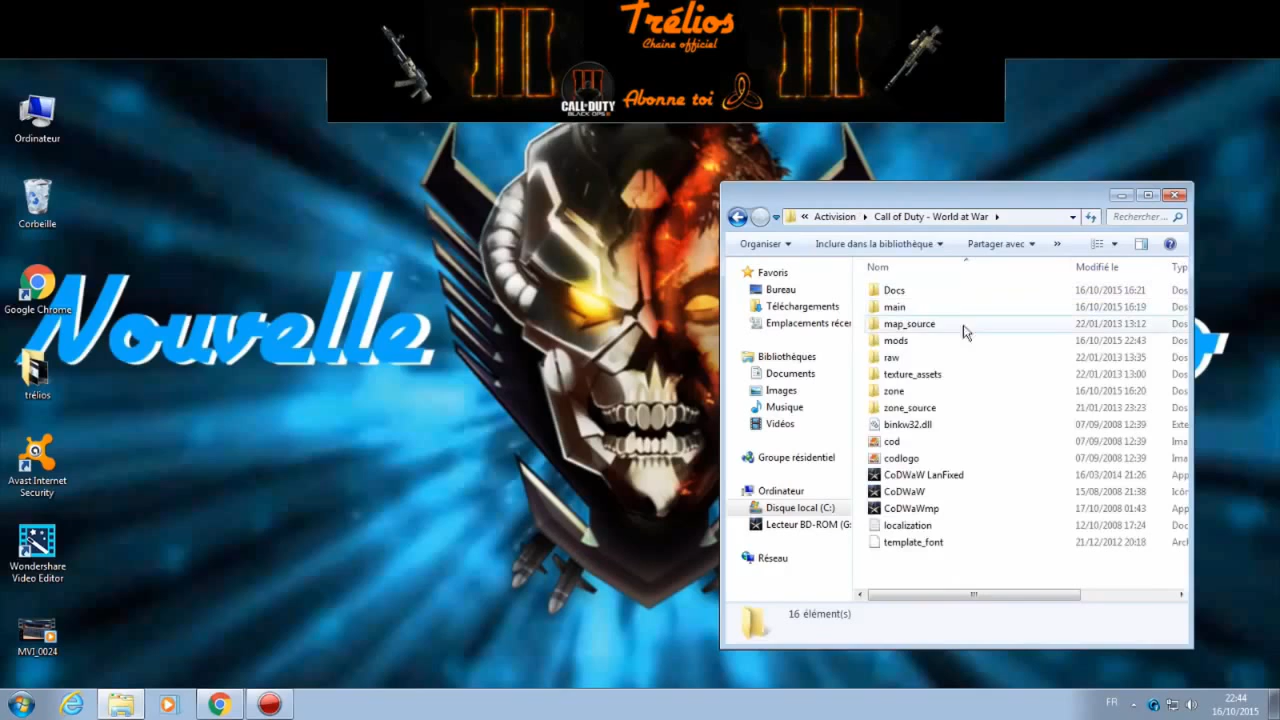 Trélios
Chaine officiel
CALL OF DUTY
BLACK OPS III
Abonne toi
Nouvelle
Ordinateur
Corbeille
Google Chrome
trélios
Avast Internet
Security
Wondershare
Video Editor
MVI_0024
« Activision Call of Duty - World at War
Rechercher...
Organiser
Inclure dans la bibliothèque
Partager avec
»
Nom
Modifié le
Typ
Favoris
Bureau
Téléchargements
Emplacements récen
Bibliothèques
Documents
Images
Musique
Vidéos
Groupe résidentiel
Ordinateur
Disque local (C:)
Lecteur BD-ROM (G:
Réseau
Docs 16/10/2015 16:21 Dos
main 16/10/2015 16:19 Dos
map_source 22/01/2013 13:12 Dos
mods 16/10/2015 22:43 Dos
raw 22/01/2013 13:35 Dos
texture_assets 22/01/2013 13:00 Dos
zone 16/10/2015 16:20 Dos
zone_source 21/01/2013 23:23 Dos
binkw32.dll 07/09/2008 12:39 Exte
cod 07/09/2008 12:39 Ima
codlogo 07/09/2008 12:39 Ima
CoDWaW LanFixed 16/03/2014 21:26 App
CoDWaW 15/08/2008 21:38 Icôn
CoDWaWmp 17/10/2008 01:43 App
localization 12/10/2008 17:24 Doc
template_font 21/12/2012 20:18 Arch
16 élément(s)
FR
22:44
16/10/2015